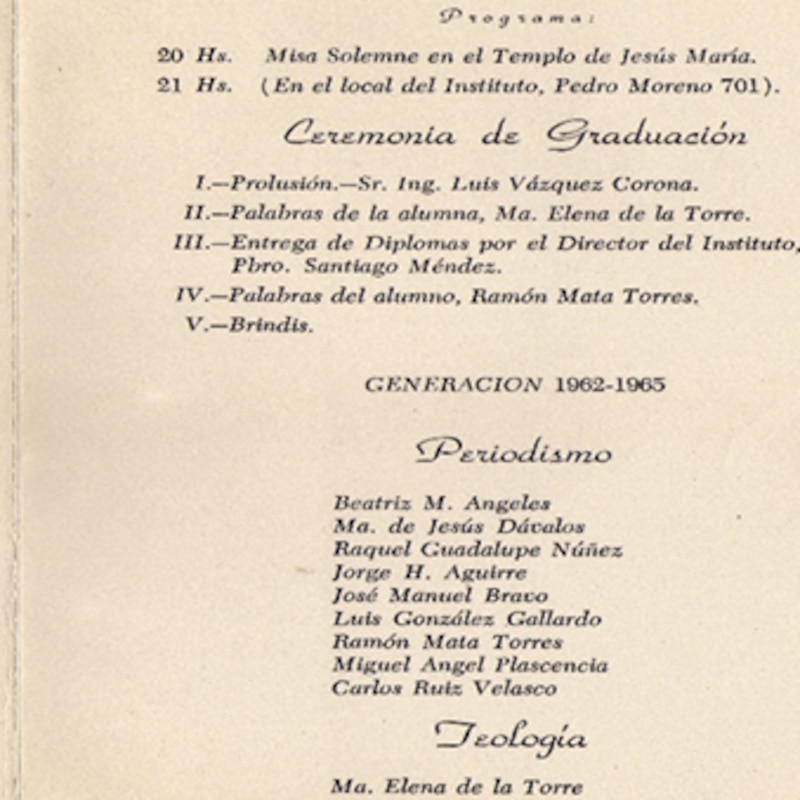 Programa:
20 Hs. Misa Solemne en el Templo de Jesús María.
21 Hs. (En el local del Instituto, Pedro Moreno 701).
Ceremonia de Graduación
I.—Prolusión.—Sr. Ing. Luis Vázquez Corona.
II.—Palabras de la alumna, Ma. Elena de la Torre.
III.—Entrega de Diplomas por el Director del Instituto,
Pbro. Santiago Méndez.
IV.—Palabras del alumno, Ramón Mata Torres.
V.—Brindis.
GENERACION 1962-1965
Periodismo
Beatriz M. Angeles
Ma. de Jesús Dávalos
Raquel Guadalupe Núñez
Jorge H. Aguirre
José Manuel Bravo
Luis González Gallardo
Ramón Mata Torres
Miguel Angel Plascencia
Carlos Ruiz Velasco
Teología
Ma. Elena de la Torre